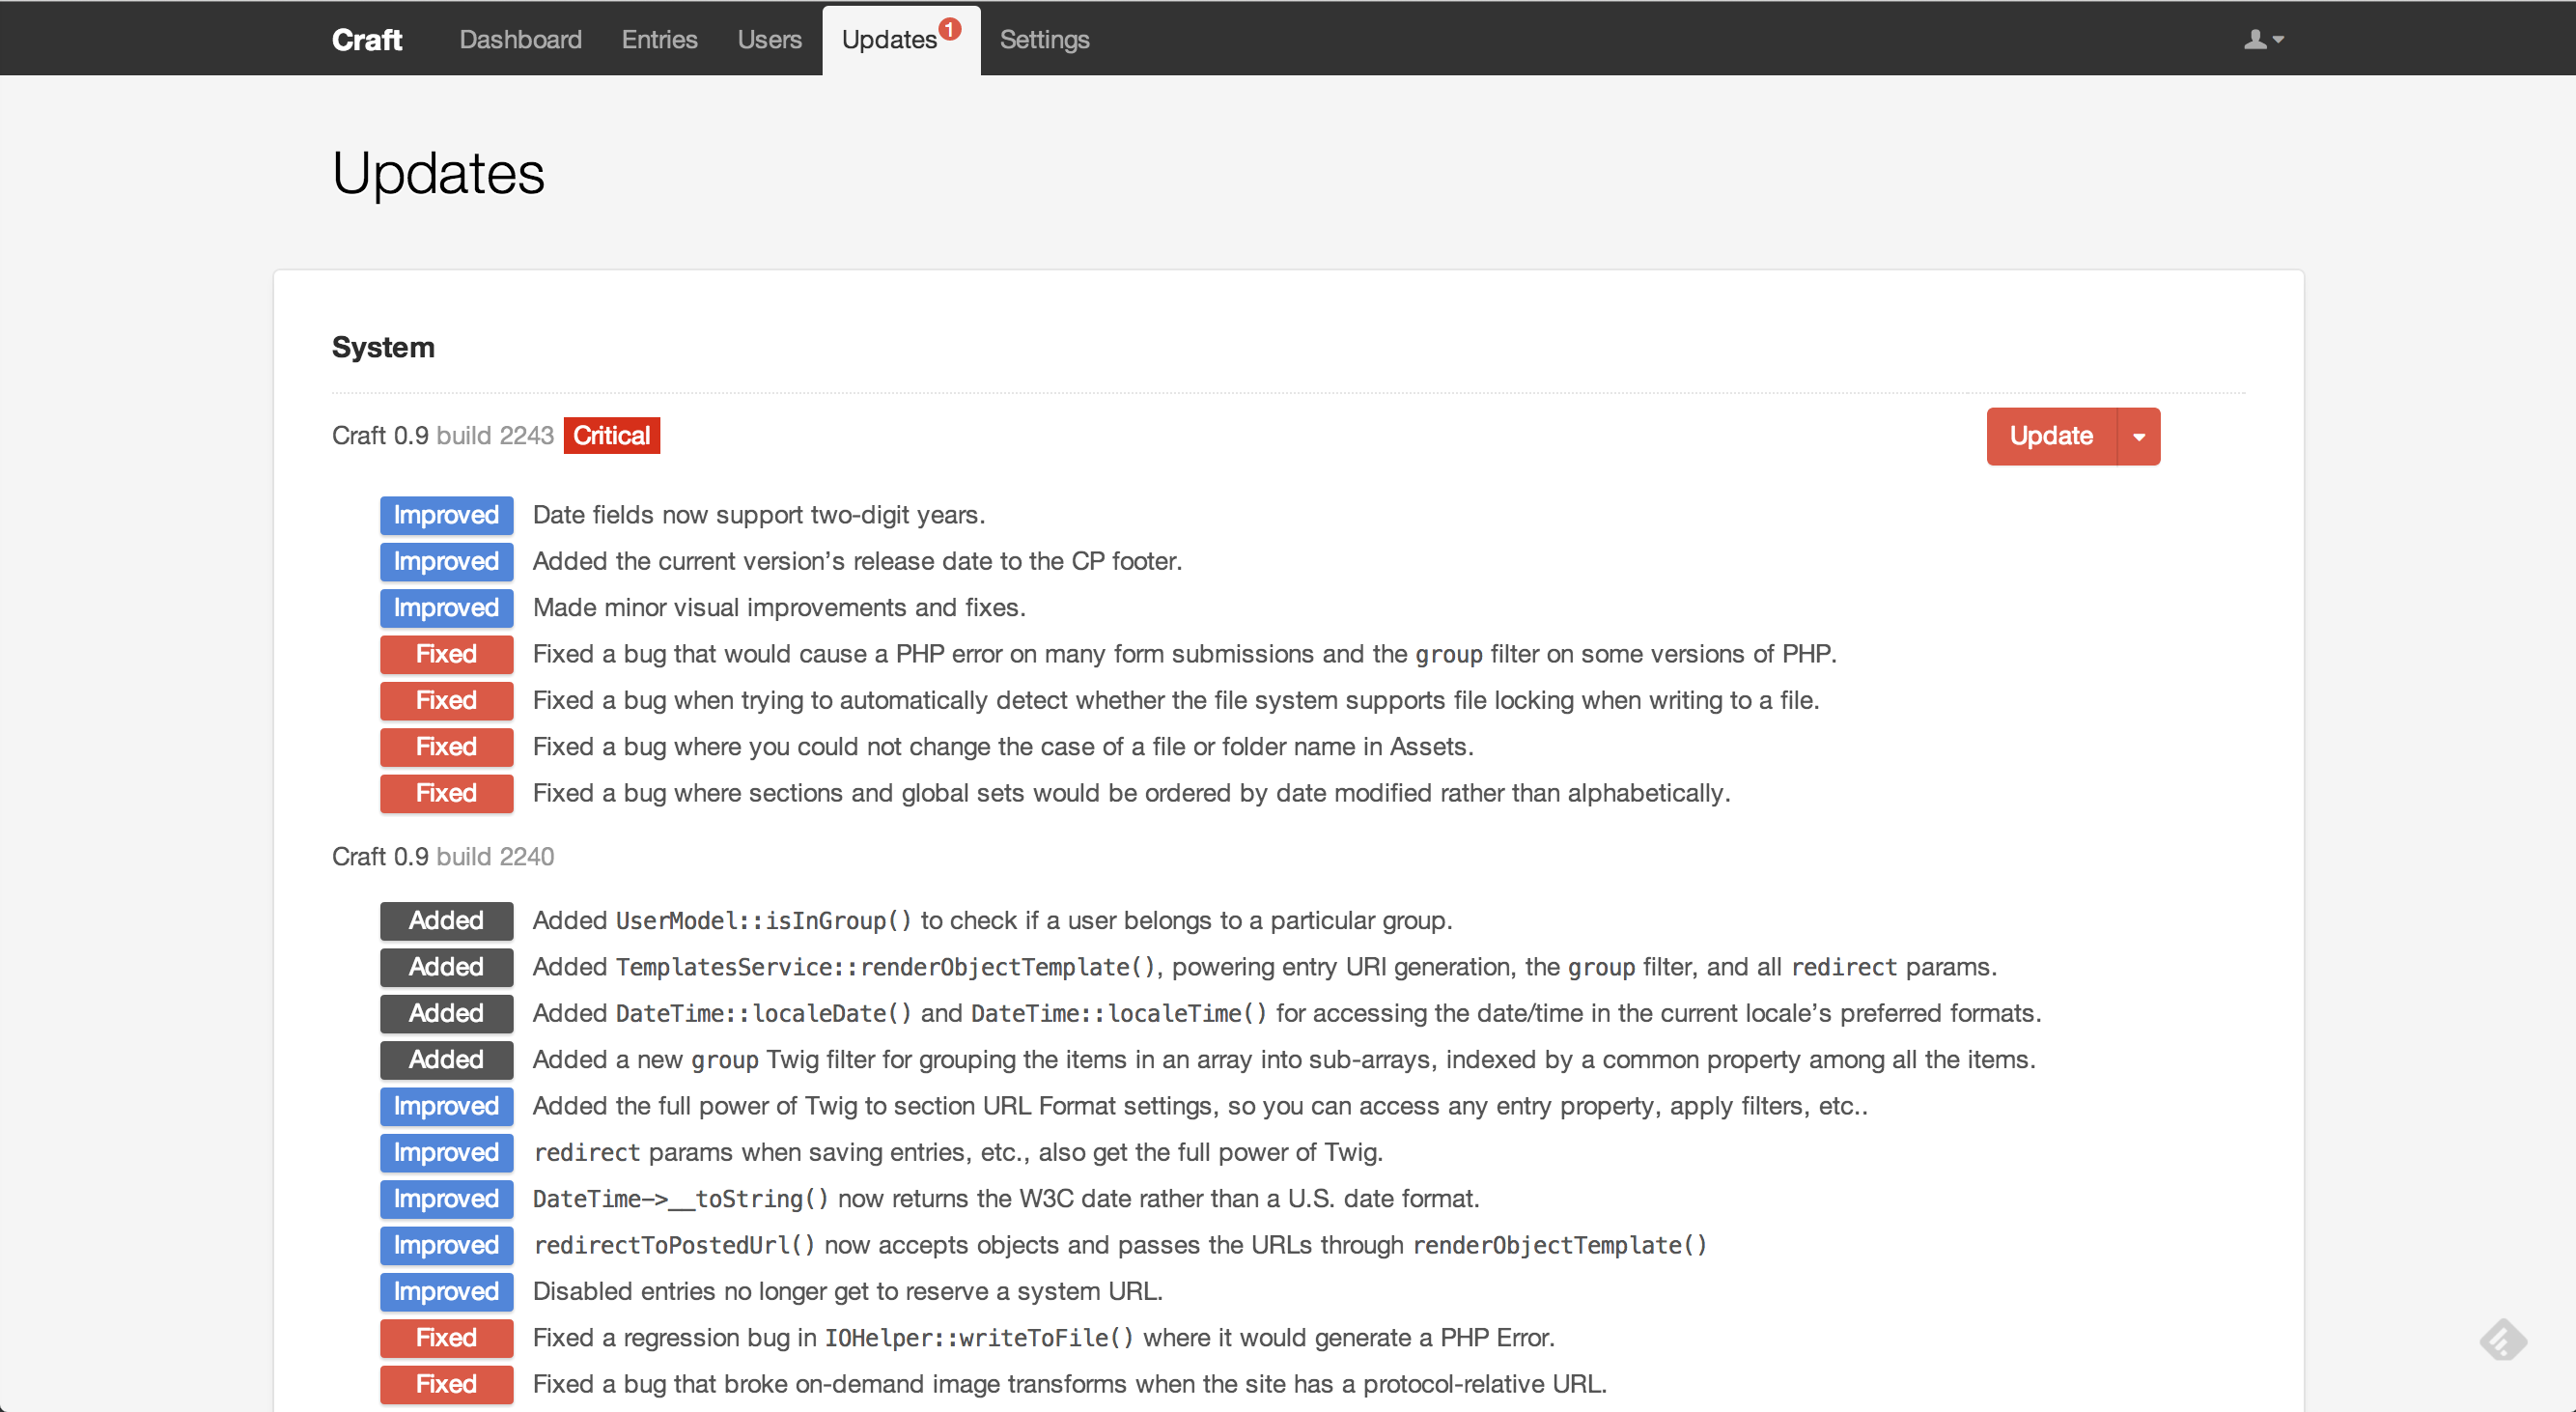 Craft Dashboard Entries Users Updates 1 Settings
Updates
System
Craft 0.9 build 2243 Critical Update
Improved Date fields now support two-digit years.
Improved Added the current version’s release date to the CP footer.
Improved Made minor visual improvements and fixes.
Fixed Fixed a bug that would cause a PHP error on many form submissions and the group filter on some versions of PHP.
Fixed Fixed a bug when trying to automatically detect whether the file system supports file locking when writing to a file.
Fixed Fixed a bug where you could not change the case of a file or folder name in Assets.
Fixed Fixed a bug where sections and global sets would be ordered by date modified rather than alphabetically.
Craft 0.9 build 2240
Added Added UserModel::isInGroup() to check if a user belongs to a particular group.
Added Added TemplatesService::renderObjectTemplate(), powering entry URI generation, the group filter, and all redirect params.
Added Added DateTime::localeDate() and DateTime::localeTime() for accessing the date/time in the current locale’s preferred formats.
Added Added a new group Twig filter for grouping the items in an array into sub-arrays, indexed by a common property among all the items.
Improved Added the full power of Twig to section URL Format settings, so you can access any entry property, apply filters, etc..
Improved redirect params when saving entries, etc., also get the full power of Twig.
Improved DateTime->__toString() now returns the W3C date rather than a U.S. date format.
Improved redirectToPostedUrl() now accepts objects and passes the URLs through renderObjectTemplate()
Improved Disabled entries no longer get to reserve a system URL.
Fixed Fixed a regression bug in IOHelper::writeToFile() where it would generate a PHP Error.
Fixed Fixed a bug that broke on-demand image transforms when the site has a protocol-relative URL.